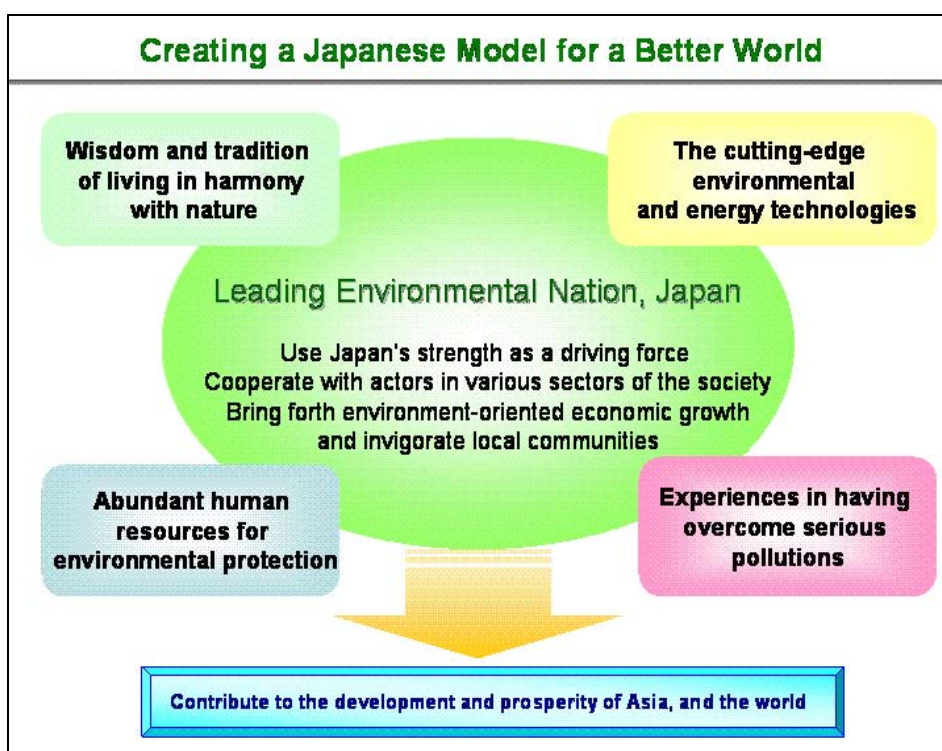 Creating a Japanese Model for a Better World
Wisdom and tradition
of living in harmony
with nature
The cutting-edge
environmental
and energy technologies
Leading Environmental Nation, Japan
Use Japan's strength as a driving force
Cooperate with actors in various sectors of the society
Bring forth environment-oriented economic growth
and invigorate local communities
Abundant human
resources for
environmental protection
Experiences in having
overcome serious
pollutions
Contribute to the development and prosperity of Asia, and the world